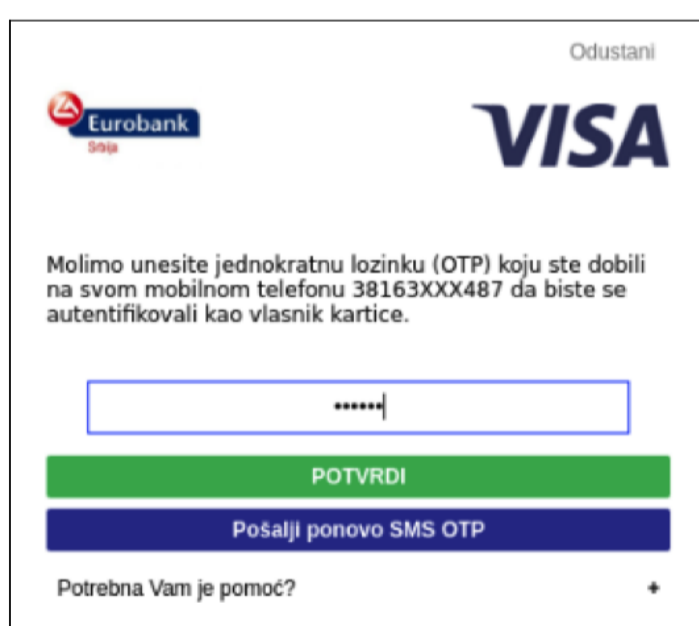 Odustani
Eurobank
Srbija
VISA
Molimo unesite jednokratnu lozinku (OTP) koju ste dobili
na svom mobilnom telefonu 38163XXX487 da biste se
autentifikovali kao vlasnik kartice.
••••••
POTVRDI
Pošalji ponovo SMS OTP
Potrebna Vam je pomoć? +